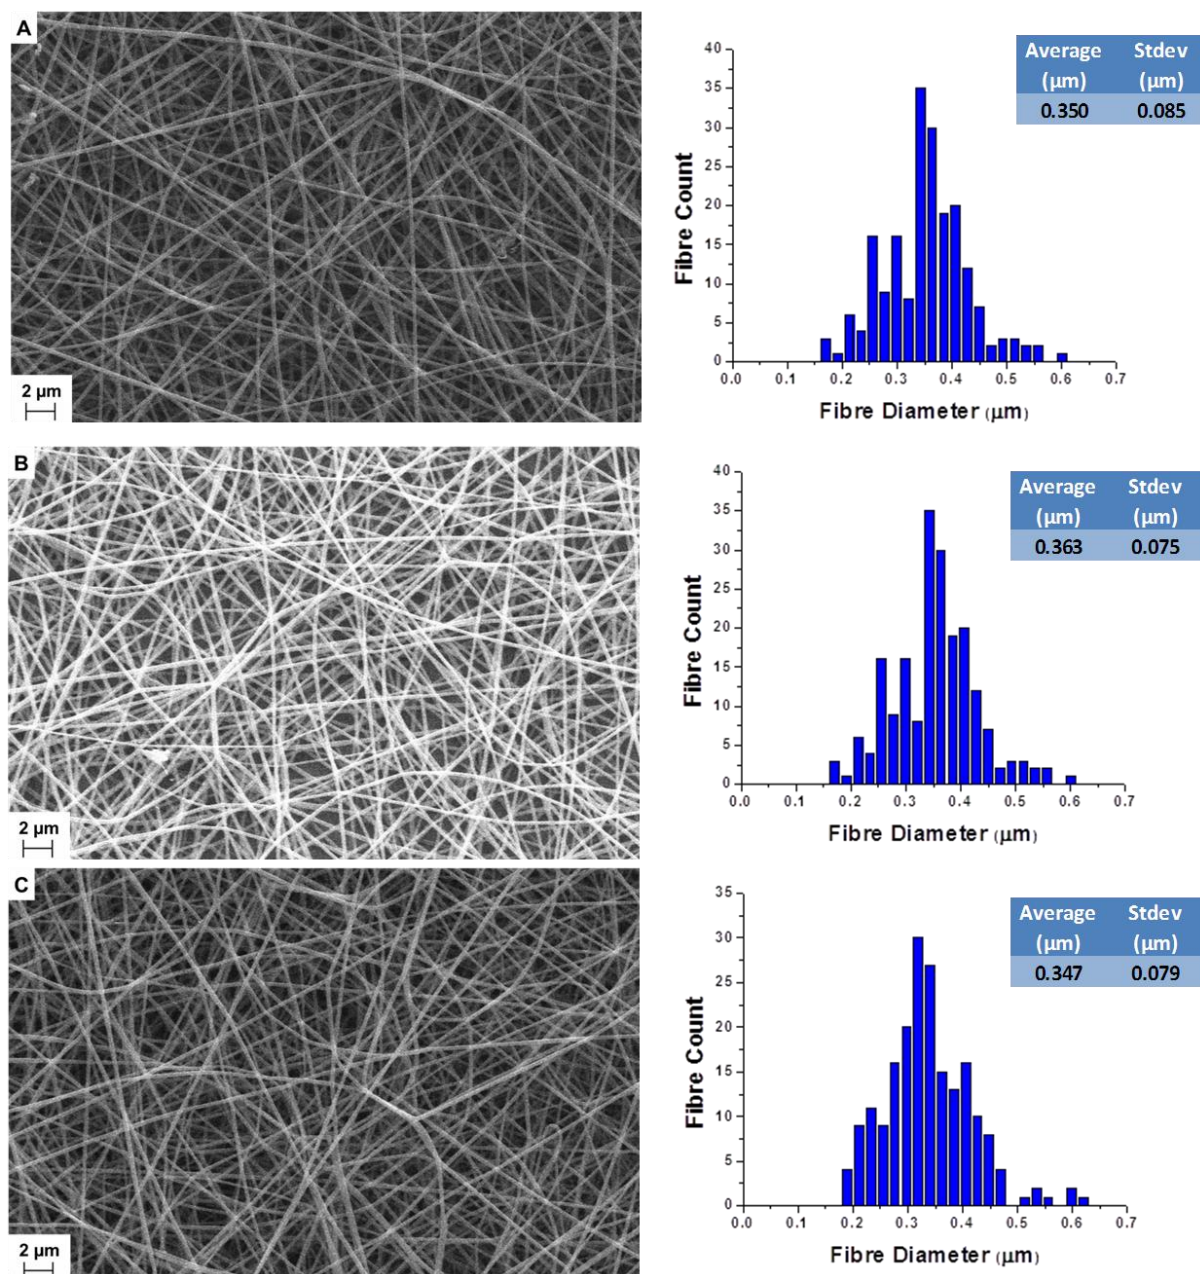 A
2 µm
40
35
30
25
20
15
10
5
0
Fibre Count
0.0 0.1 0.2 0.3 0.4 0.5 0.6 0.7
Fibre Diameter (µm)
Average Stdev
(µm) (µm)
0.350 0.085
B
2 µm
40
35
30
25
20
15
10
5
0
Fibre Count
0.0 0.1 0.2 0.3 0.4 0.5 0.6 0.7
Fibre Diameter (µm)
Average Stdev
(µm) (µm)
0.363 0.075
C
2 µm
35
30
25
20
15
10
5
0
Fibre Count
0.0 0.1 0.2 0.3 0.4 0.5 0.6 0.7
Fibre Diameter (µm)
Average Stdev
(µm) (µm)
0.347 0.079